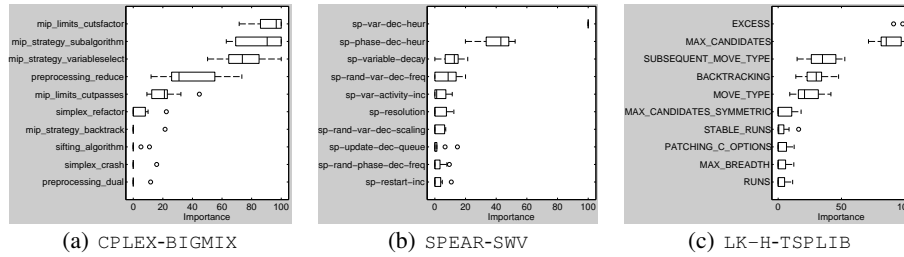 mip_limits_cutsfactor
mip_strategy_subalgorithm
mip_strategy_variableselect
preprocessing_reduce
mip_limits_cutpasses
simplex_refactor
mip_strategy_backtrack
sifting_algorithm
simplex_crash
preprocessing_dual
0 50 100
Importance
(a) CPLEX-BIGMIX
sp-var-dec-heur
sp-phase-dec-heur
sp-variable-decay
sp-rand-var-dec-freq
sp-var-activity-inc
sp-resolution
sp-rand-var-dec-scaling
sp-update-dec-queue
sp-rand-phase-dec-freq
sp-restart-inc
0 20 40 60 80 100
Importance
(b) SPEAR-SWV
EXCESS
MAX_CANDIDATES
SUBSEQUENT_MOVE_TYPE
BACKTRACKING
MOVE_TYPE
MAX_CANDIDATES_SYMMETRIC
STABLE_RUNS
PATCHING_C_OPTIONS
MAX_BREADTH
RUNS
0 50 100
Importance
(c) LK-H-TSPLIB